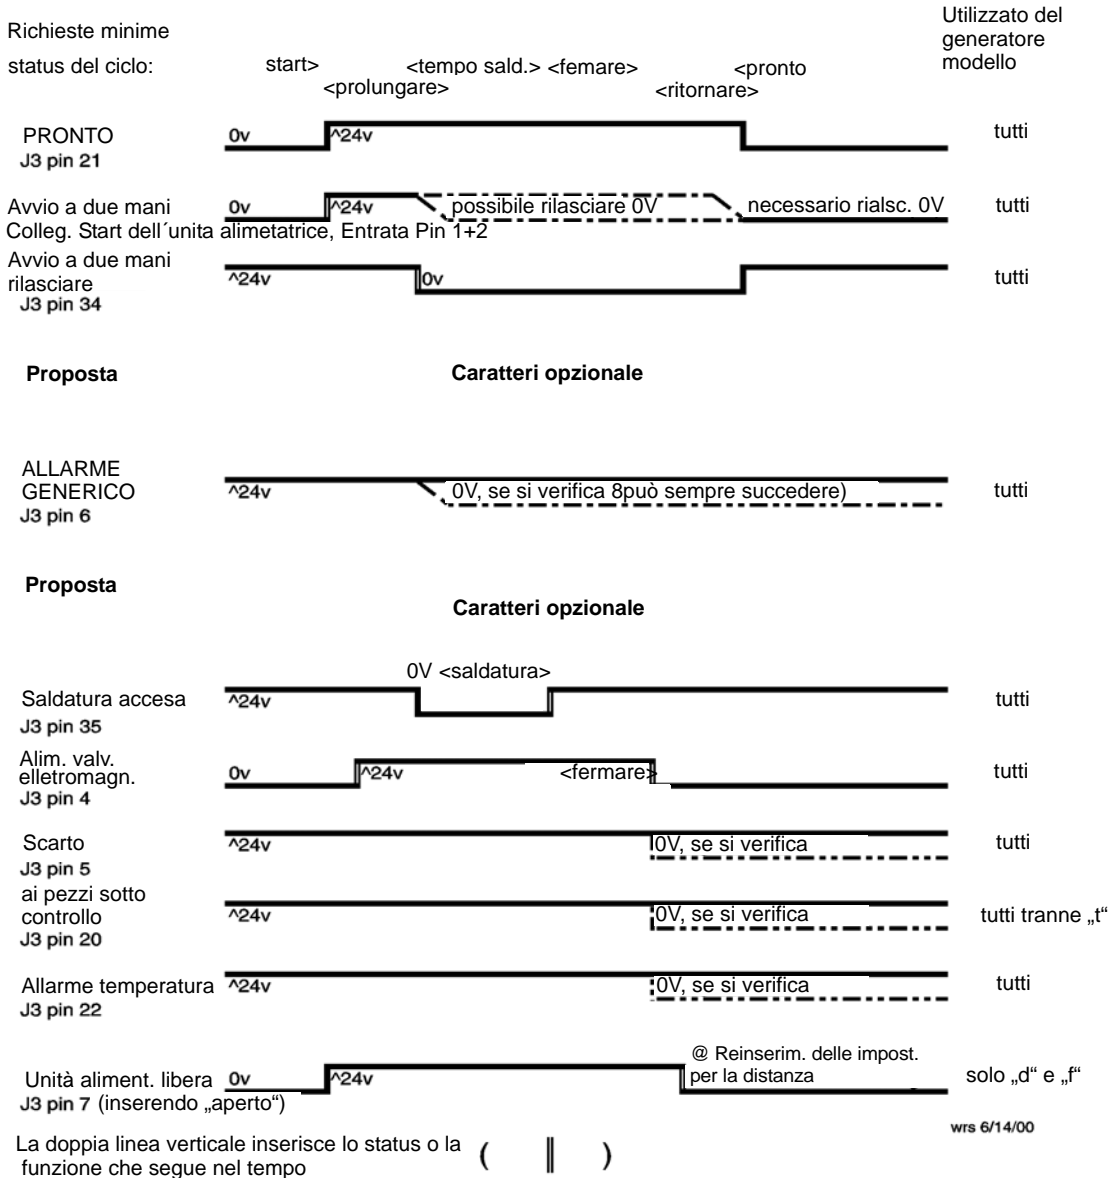 Richieste minime
Utilizzato del
generatore
modello
status del ciclo:
start>
<tempo sald.>
<femare>
<pronto
<prolungare>
<ritornare>
PRONTO
0v
^24v
tutti
J3 pin 21
Avvio a due mani
0v
^24v
possibile rilasciare 0V
necessario rialsc. 0V
tutti
Colleg. Start dell´unita alimetatrice, Entrata Pin 1+2
Avvio a due mani
rilasciare
^24v
0v
tutti
J3 pin 34
Proposta
Caratteri opzionale
ALLARME
GENERICO
^24v
0V, se si verifica 8può sempre succedere)
tutti
J3 pin 6
Proposta
Caratteri opzionale
0V <saldatura>
Saldatura accesa
^24v
tutti
J3 pin 35
Alim. valv.
elletromagn.
0v
^24v
<fermare>
tutti
J3 pin 4
Scarto
^24v
0V, se si verifica
tutti
J3 pin 5
ai pezzi sotto
controllo
^24v
0V, se si verifica
tutti tranne „t“
J3 pin 20
Allarme temperatura
^24v
0V, se si verifica
tutti
J3 pin 22
@ Reinserim. delle impost.
per la distanza
Unità aliment. libera
0v
^24v
solo „d“ e „f“
J3 pin 7 (inserendo „aperto“)
wrs 6/14/00
La doppia linea verticale inserisce lo status o la
funzione che segue nel tempo
( ‖ )